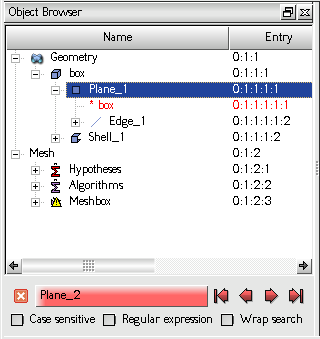 Object Browser
Name Entry
Geometry 0:1:1
box 0:1:1:1
Plane_1 0:1:1:1:1
* box 0:1:1:1:1:1
Edge_1 0:1:1:1:1:2
Shell_1 0:1:1:1:2
Mesh 0:1:2
Hypotheses 0:1:2:1
Algorithms 0:1:2:2
Meshbox 0:1:2:3
Plane_2
Case sensitive Regular expression Wrap search